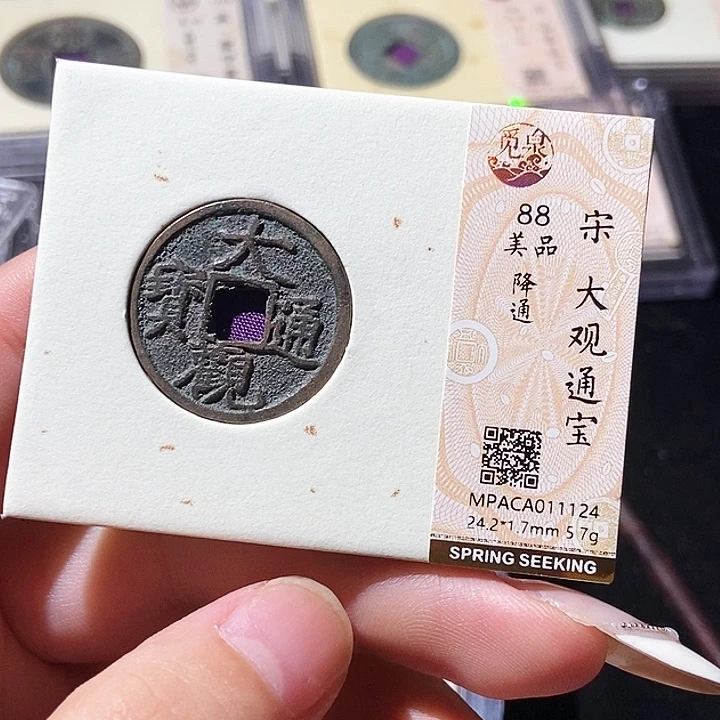 大
觀
通
寶
觅泉
宋 大观通宝
88
美品
降通
MPACA011124
24.2*1.7mm 5.7g
SPRING SEEKING